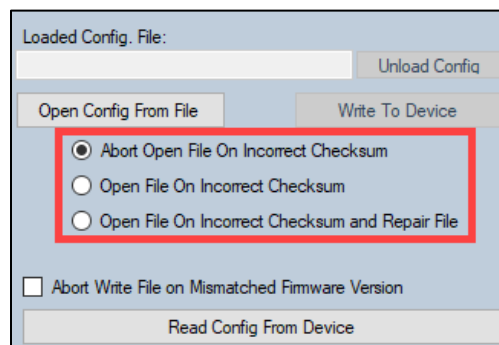 Loaded Config. File:
Unload Config
Open Config From File
Write To Device
Abort Open File On Incorrect Checksum
Open File On Incorrect Checksum
Open File On Incorrect Checksum and Repair File
Abort Write File on Mismatched Firmware Version
Read Config From Device